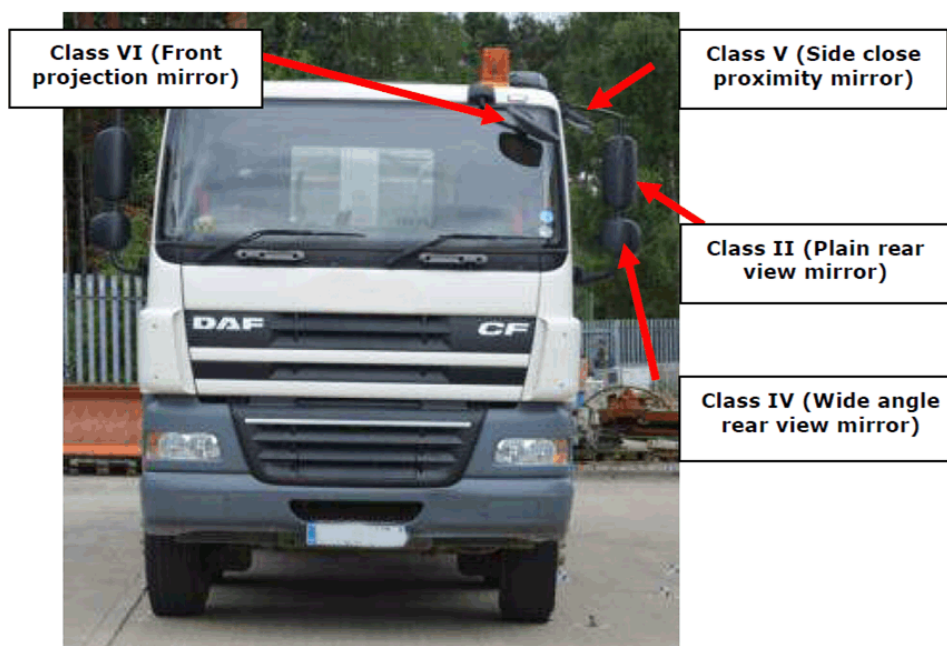 Class VI (Front
projection mirror)
Class V (Side close
proximity mirror)
Class II (Plain rear
view mirror)
DAF
CF
Class IV (Wide angle
rear view mirror)